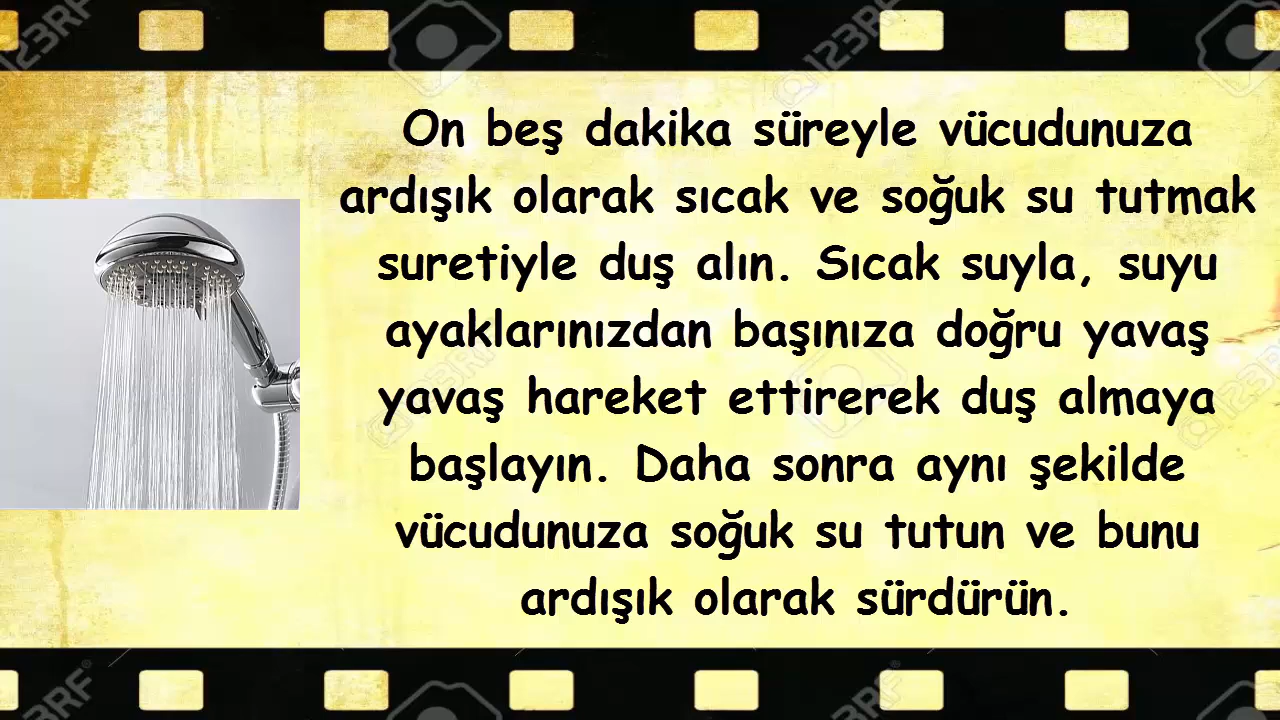 On beş dakika süreyle vücudunuza
ardışık olarak sıcak ve soğuk su tutmak
suretiyle duş alın. Sıcak suyla, suyu
ayaklarınızdan başınıza doğru yavaş
yavaş hareket ettirerek duş almaya
başlayın. Daha sonra aynı şekilde
vücudunuza soğuk su tutun ve bunu
ardışık olarak sürdürün.
123RF